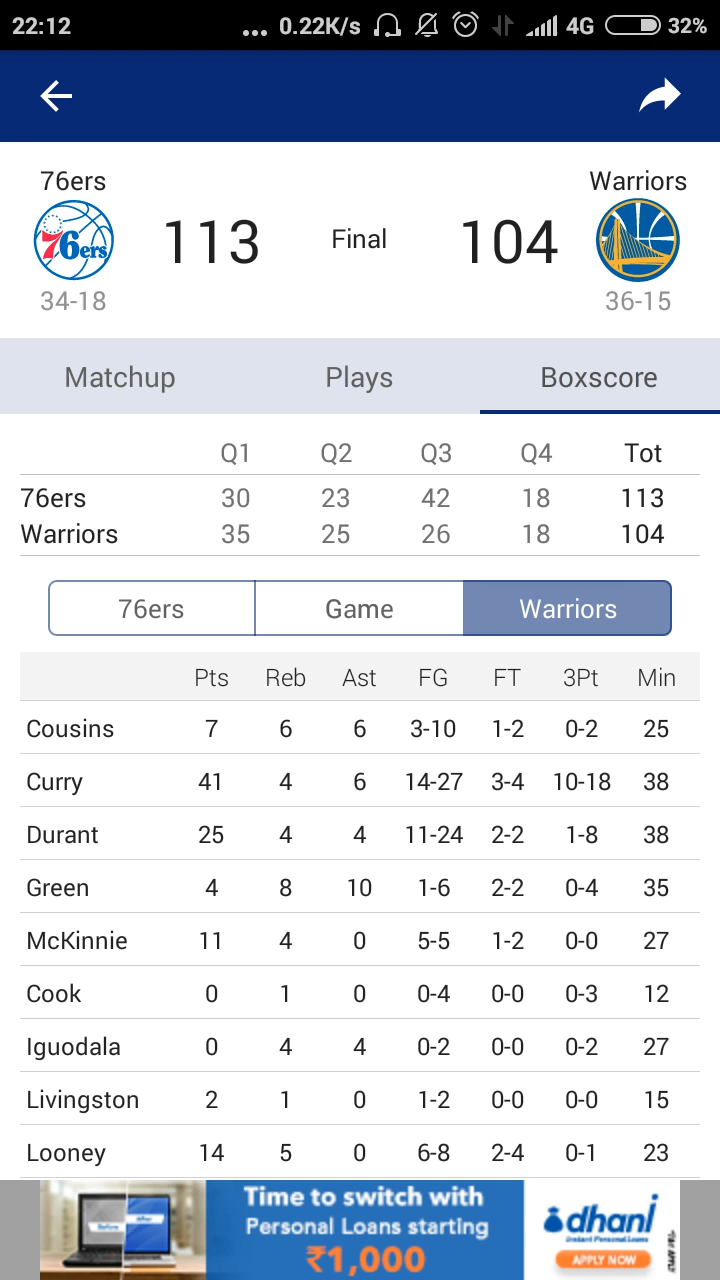 22:12 ... 0.22K/s 4G 32%
76ers Warriors
76ers
113 Final 104
34-18 36-15
Matchup Plays Boxscore
Q1 Q2 Q3 Q4 Tot
76ers 30 23 42 18 113
Warriors 35 25 26 18 104
76ers Game Warriors
Pts Reb Ast FG FT 3Pt Min
Cousins 7 6 6 3-10 1-2 0-2 25
Curry 41 4 6 14-27 3-4 10-18 38
Durant 25 4 4 11-24 2-2 1-8 38
Green 4 8 10 1-6 2-2 0-4 35
McKinnie 11 4 0 5-5 1-2 0-0 27
Cook 0 1 0 0-4 0-0 0-3 12
Iguodala 0 4 4 0-2 0-0 0-2 27
Livingston 2 1 0 1-2 0-0 0-0 15
Looney 14 5 0 6-8 2-4 0-1 23
Time to switch with
Personal Loans starting
₹1,000
dhani
Instant Personal Loans
APPLY NOW